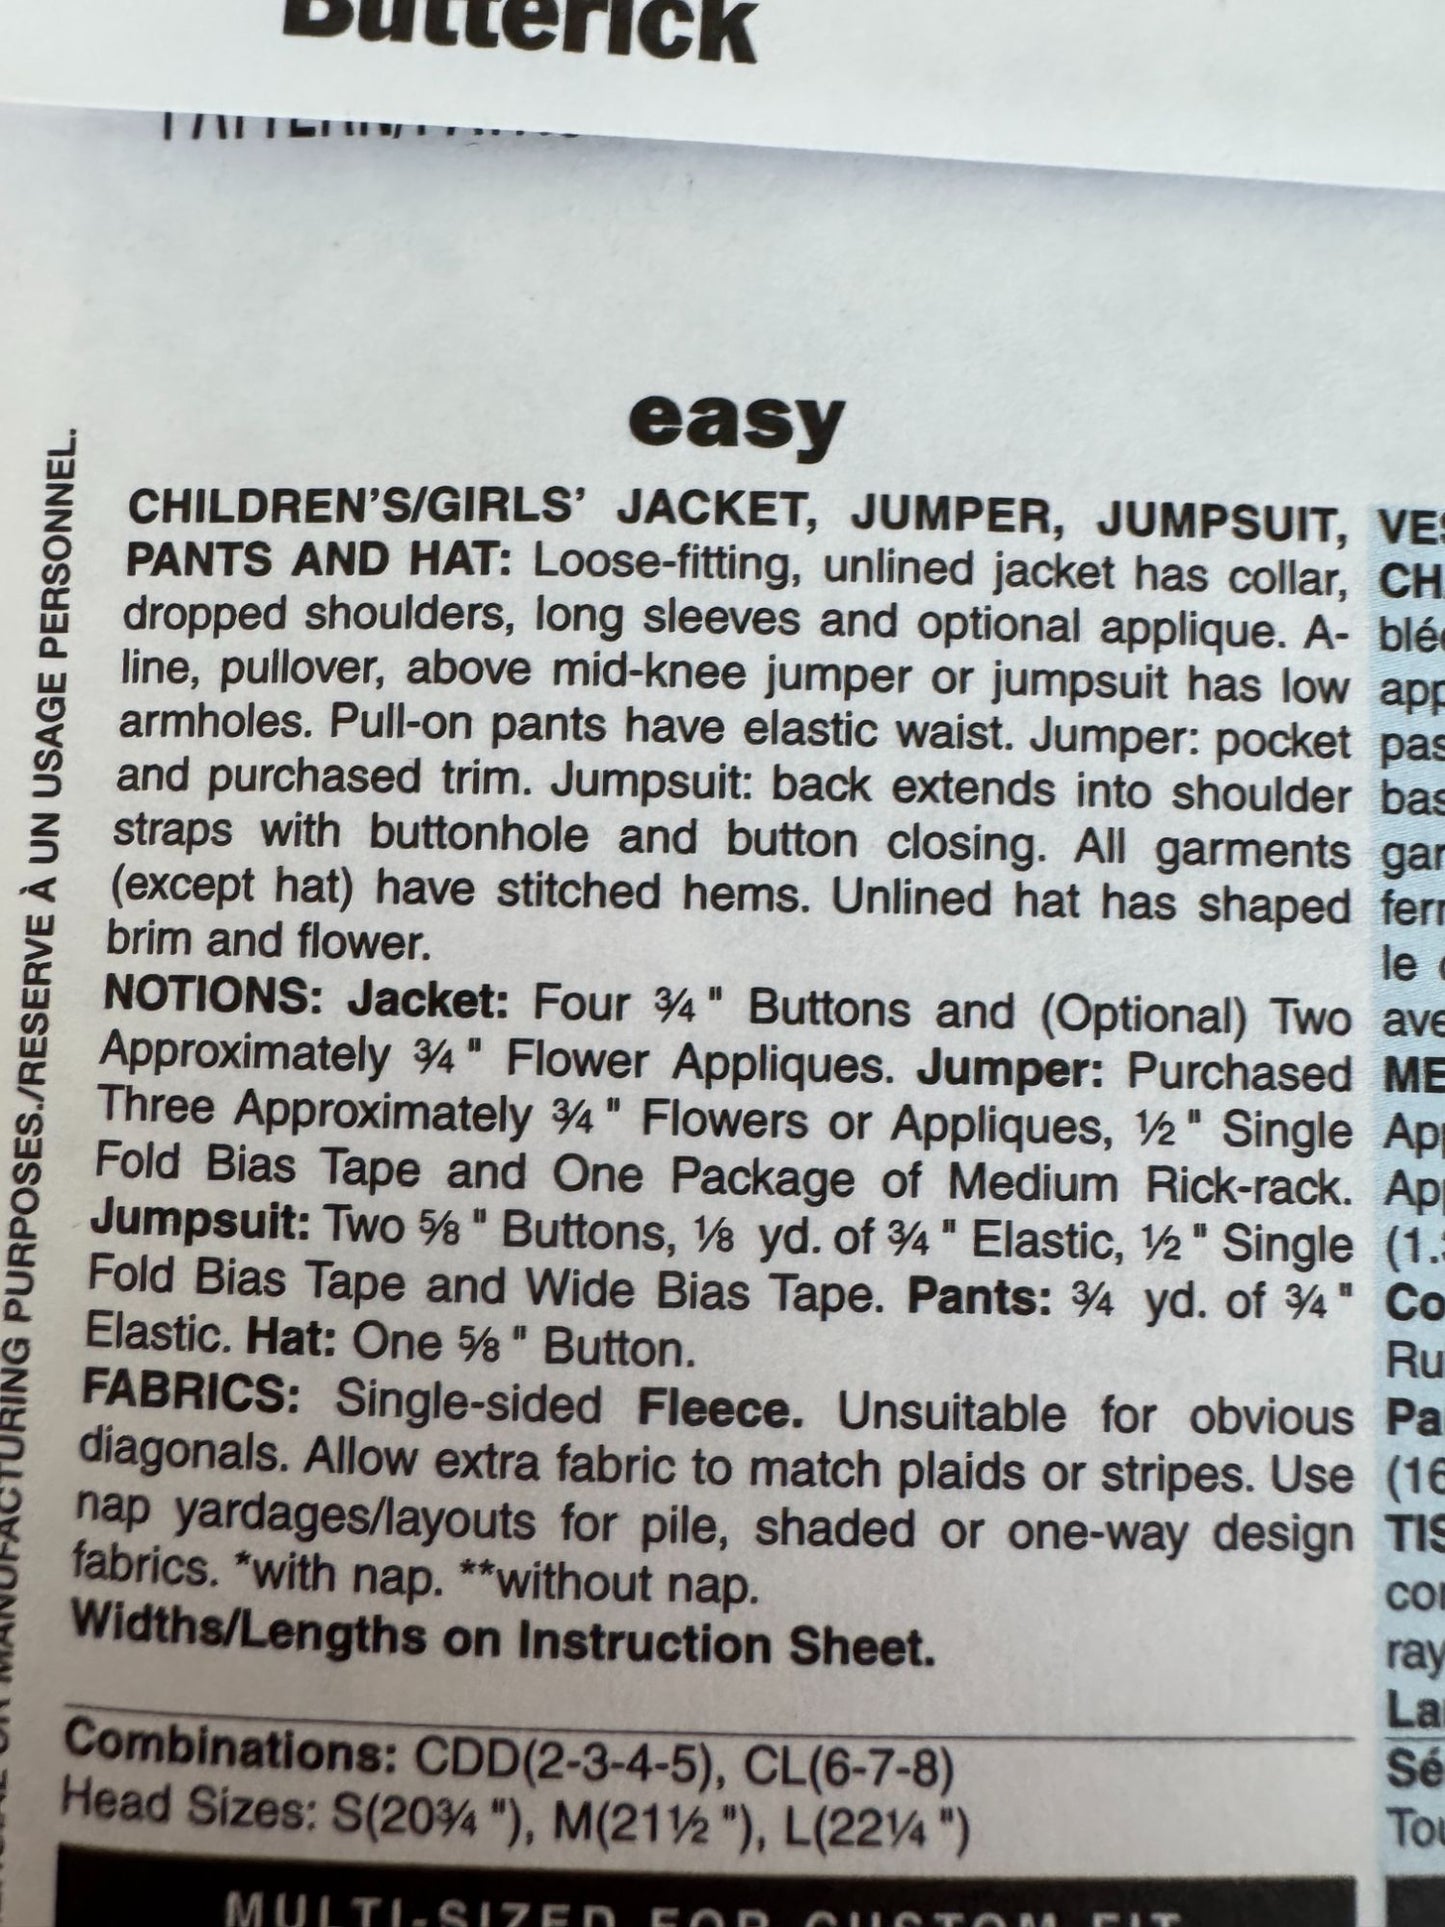 Butterick
easy
CHILDREN'S/GIRLS' JACKET, JUMPER, JUMPSUIT,
PANTS AND HAT: Loose-fitting, unlined jacket has collar,
dropped shoulders, long sleeves and optional applique. A-
line, pullover, above mid-knee jumper or jumpsuit has low
armholes. Pull-on pants have elastic waist. Jumper: pocket
and purchased trim. Jumpsuit: back extends into shoulder
straps with buttonhole and button closing. All garments
(except hat) have stitched hems. Unlined hat has shaped
brim and flower.
NOTIONS: Jacket: Four ¾ " Buttons and (Optional) Two
Approximately ¾ " Flower Appliques. Jumper: Purchased
Three Approximately ¾ " Flowers or Appliques, ½ " Single
Fold Bias Tape and One Package of Medium Rick-rack.
Jumpsuit: Two ⅝ " Buttons, ⅛ yd. of ¾ " Elastic, ½ " Single
Fold Bias Tape and Wide Bias Tape. Pants: ¾ yd. of ¾ "
Elastic. Hat: One ⅝ " Button.
FABRICS: Single-sided Fleece. Unsuitable for obvious
diagonals. Allow extra fabric to match plaids or stripes. Use
nap yardages/layouts for pile, shaded or one-way design
fabrics. *with nap. **without nap.
Widths/Lengths on Instruction Sheet.
Combinations: CDD(2-3-4-5), CL(6-7-8)
Head Sizes: S(20¾ "), M(21½ "), L(22¼ ")
MULTI-SIZED FOR CUSTOM FIT
MANUFACTURING PURPOSES./RESERVE À UN USAGE PERSONNEL.
le